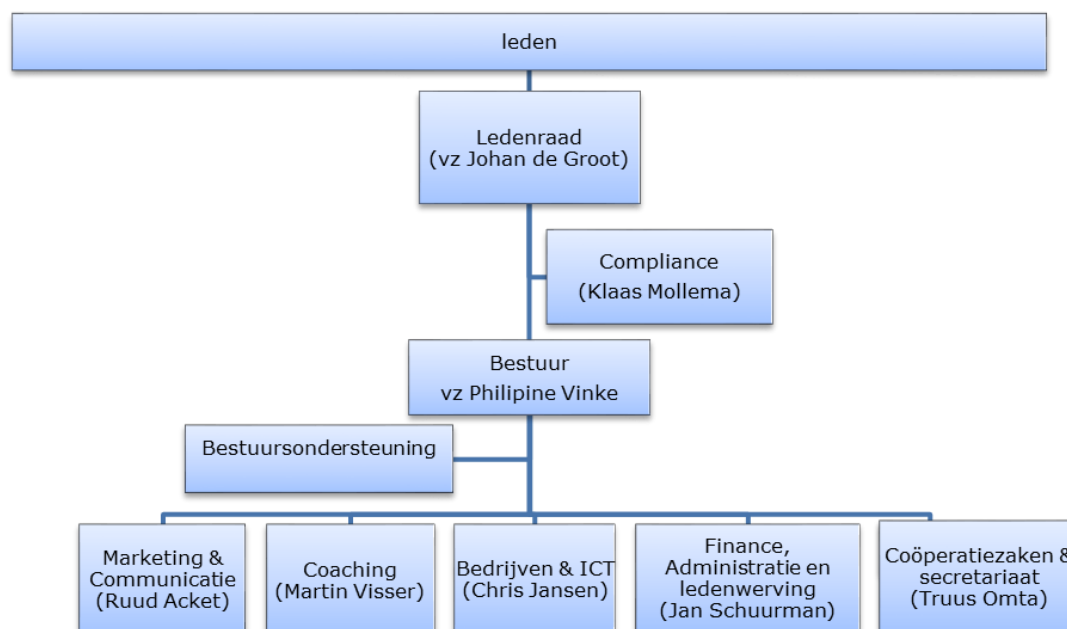 leden
Ledenraad
(vz Johan de Groot)
Compliance
(Klaas Mollema)
Bestuur
vz Philipine Vinke
Bestuursondersteuning
Marketing &
Communicatie
(Ruud Acket)
Coaching
(Martin Visser)
Bedrijven & ICT
(Chris Jansen)
Finance,
Administratie en
ledenwerving
(Jan Schuurman)
Coöperatiezaken &
secretariaat
(Truus Omta)